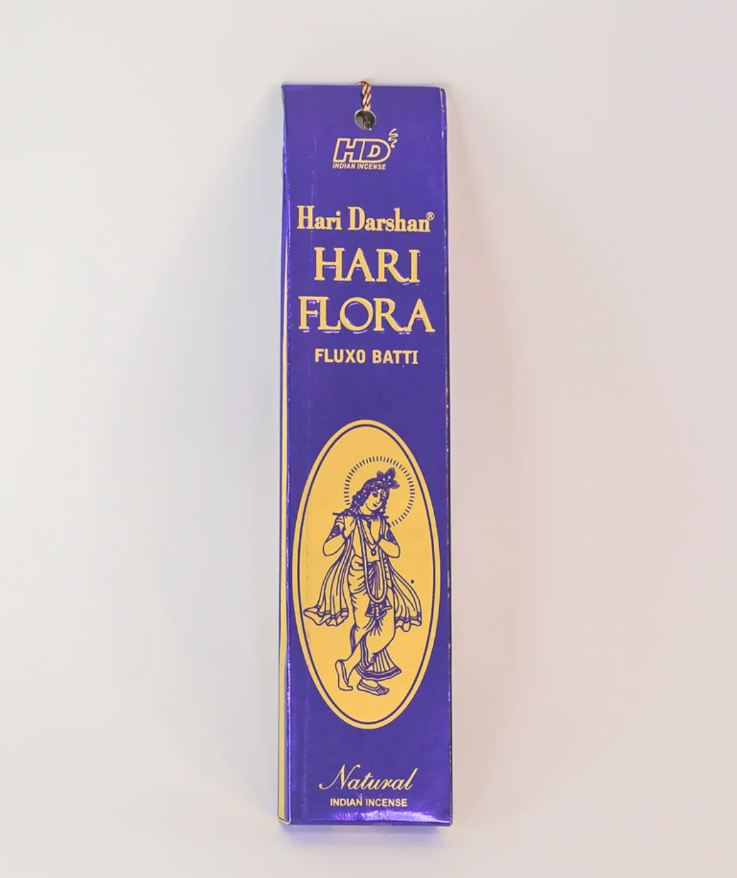 HD
INDIAN INCENSE
Hari Darshan®
HARI
FLORA
FLUXO BATTI
Natural
INDIAN INCENSE